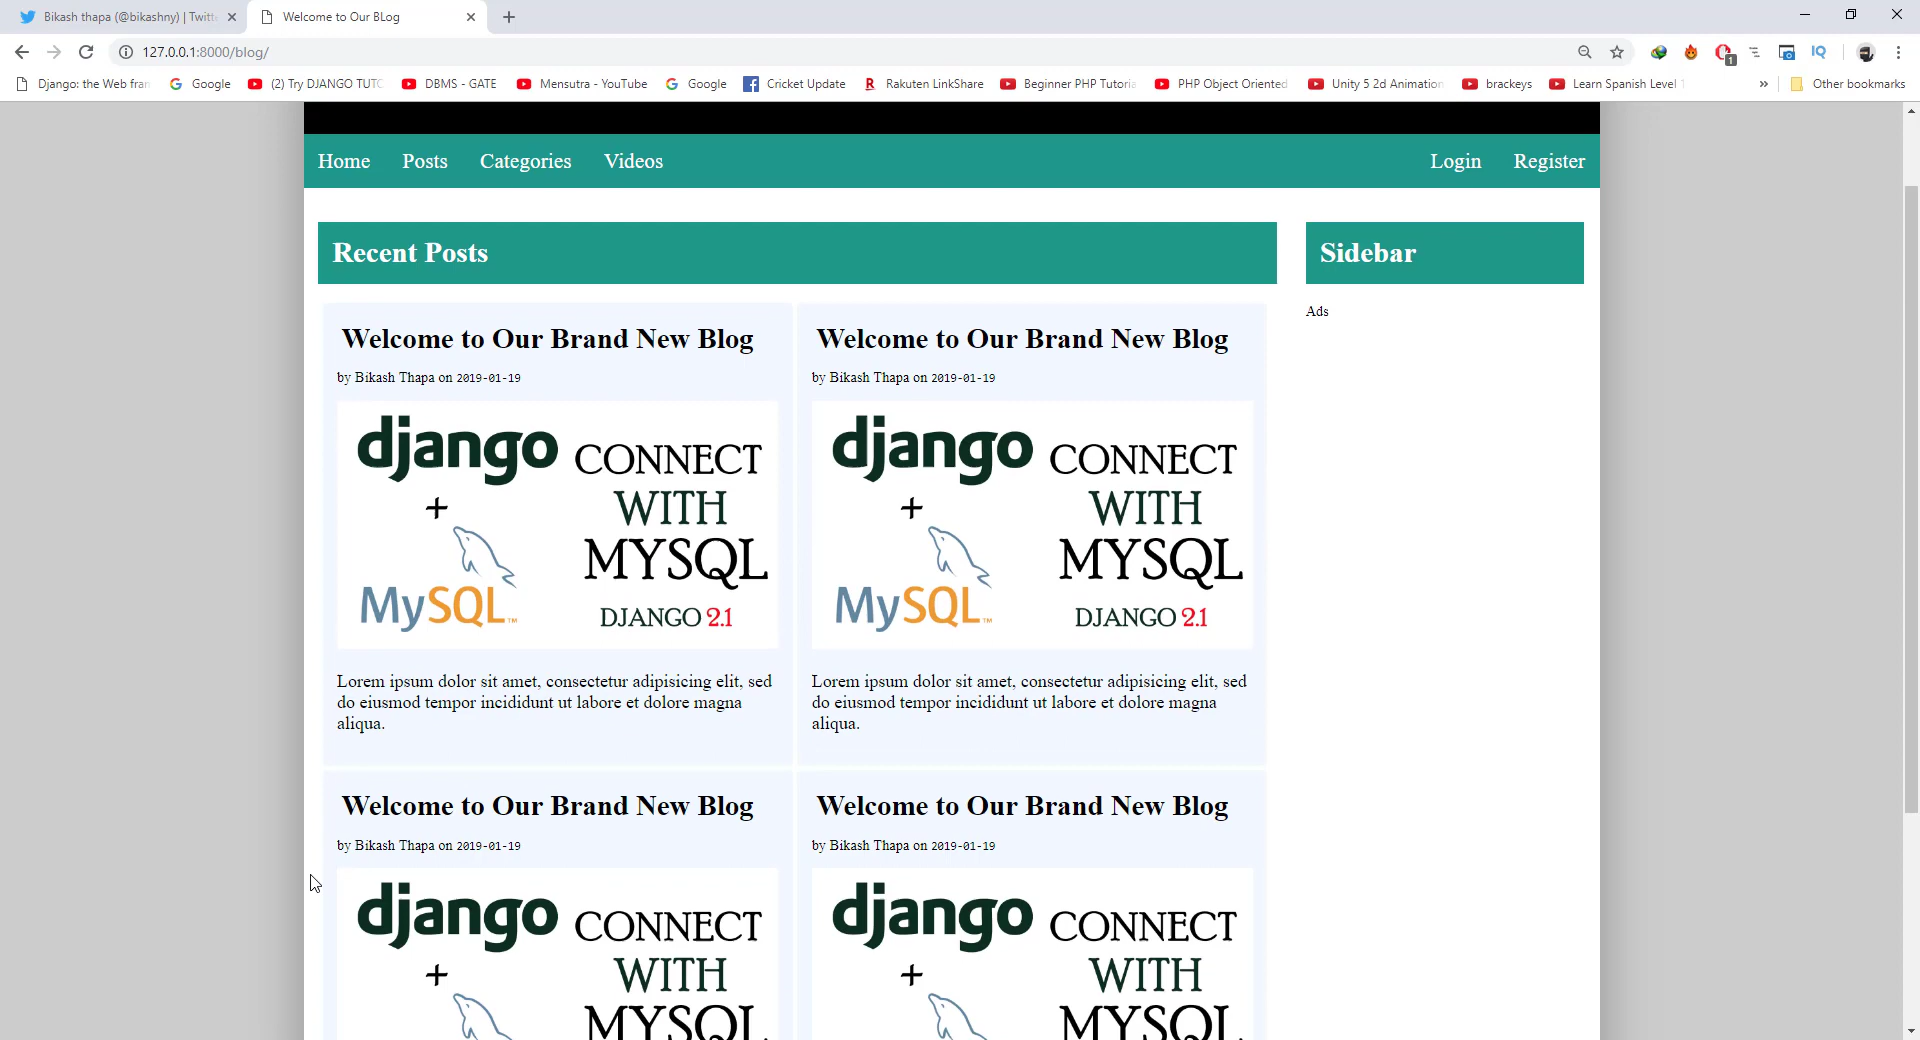 Bikash thapa (@bikashny) | Twitt
Welcome to Our BLog
127.0.0.1:8000/blog/
1
IQ
Django: the Web fran
Google
(2) Try DJANGO TUTO
DBMS - GATE
Mensutra - YouTube
Google
Cricket Update
Rakuten LinkShare
Beginner PHP Tutoria
PHP Object Oriented
Unity 5 2d Animation
brackeys
Learn Spanish Level 1
»
Other bookmarks
Home
Posts
Categories
Videos
Login
Register
Recent Posts
Sidebar
Ads
Welcome to Our Brand New Blog
by Bikash Thapa on 2019-01-19
django
+
MySQL™
CONNECT
WITH
MYSQL
DJANGO 2.1
Lorem ipsum dolor sit amet, consectetur adipisicing elit, sed
do eiusmod tempor incididunt ut labore et dolore magna
aliqua.
Welcome to Our Brand New Blog
by Bikash Thapa on 2019-01-19
django
+
MySQL™
CONNECT
WITH
MYSQL
DJANGO 2.1
Lorem ipsum dolor sit amet, consectetur adipisicing elit, sed
do eiusmod tempor incididunt ut labore et dolore magna
aliqua.
Welcome to Our Brand New Blog
by Bikash Thapa on 2019-01-19
django
+
CONNECT
WITH
MYSQL
Welcome to Our Brand New Blog
by Bikash Thapa on 2019-01-19
django
+
CONNECT
WITH
MYSQL